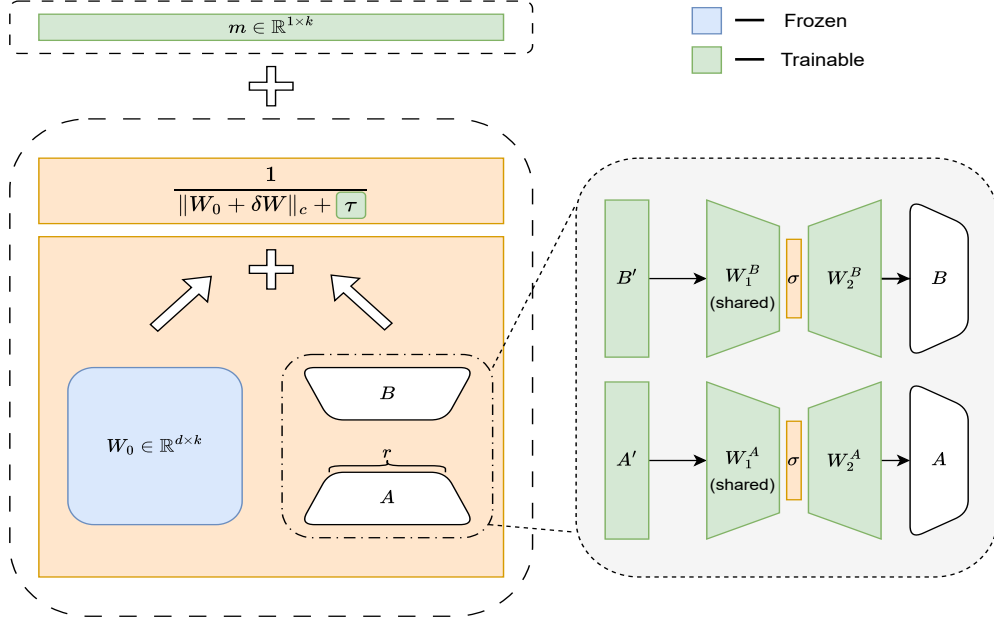 m ∈ ℝ^{1×k}
Frozen
Trainable
1
‖W_0 + δW‖_c + τ
W_0 ∈ ℝ^{d×k}
B
r
A
B′
W_1^B
(shared)
σ
W_2^B
B
A′
W_1^A
(shared)
σ
W_2^A
A